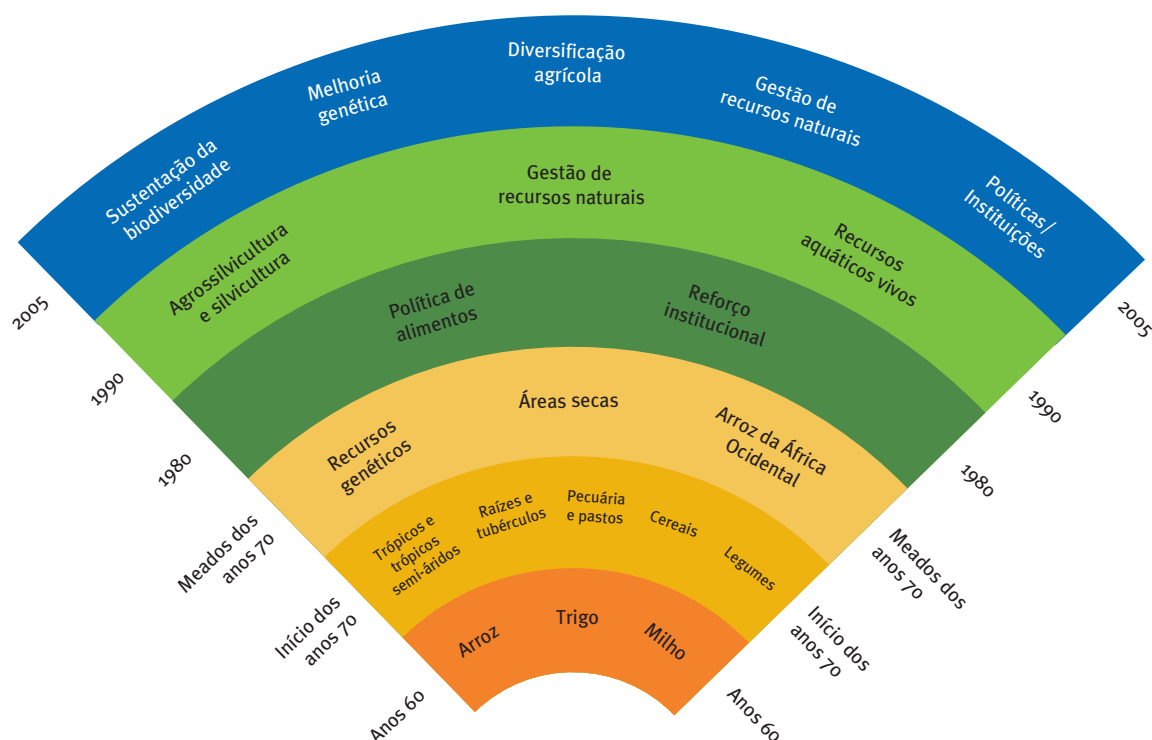 Diversificação
agrícola
Melhoria
genética
Gestão de
recursos naturais
Sustentação da
biodiversidade
Políticas/
Instituições
2005
2005
Gestão de
recursos naturais
Agrossilvicultura
e silvicultura
Recursos
aquáticos vivos
1990
1990
Política de
alimentos
Reforço
institucional
1980
1980
Áreas secas
Recursos
genéticos
Arroz da África
Ocidental
Meados dos
anos 70
Meados dos
anos 70
Trópicos e
trópicos
semi-áridos
Raízes e
tubérculos
Pecuária
e pastos
Cereais
Legumes
Início dos
anos 70
Início dos
anos 70
Arroz
Trigo
Milho
Anos 60
Anos 60